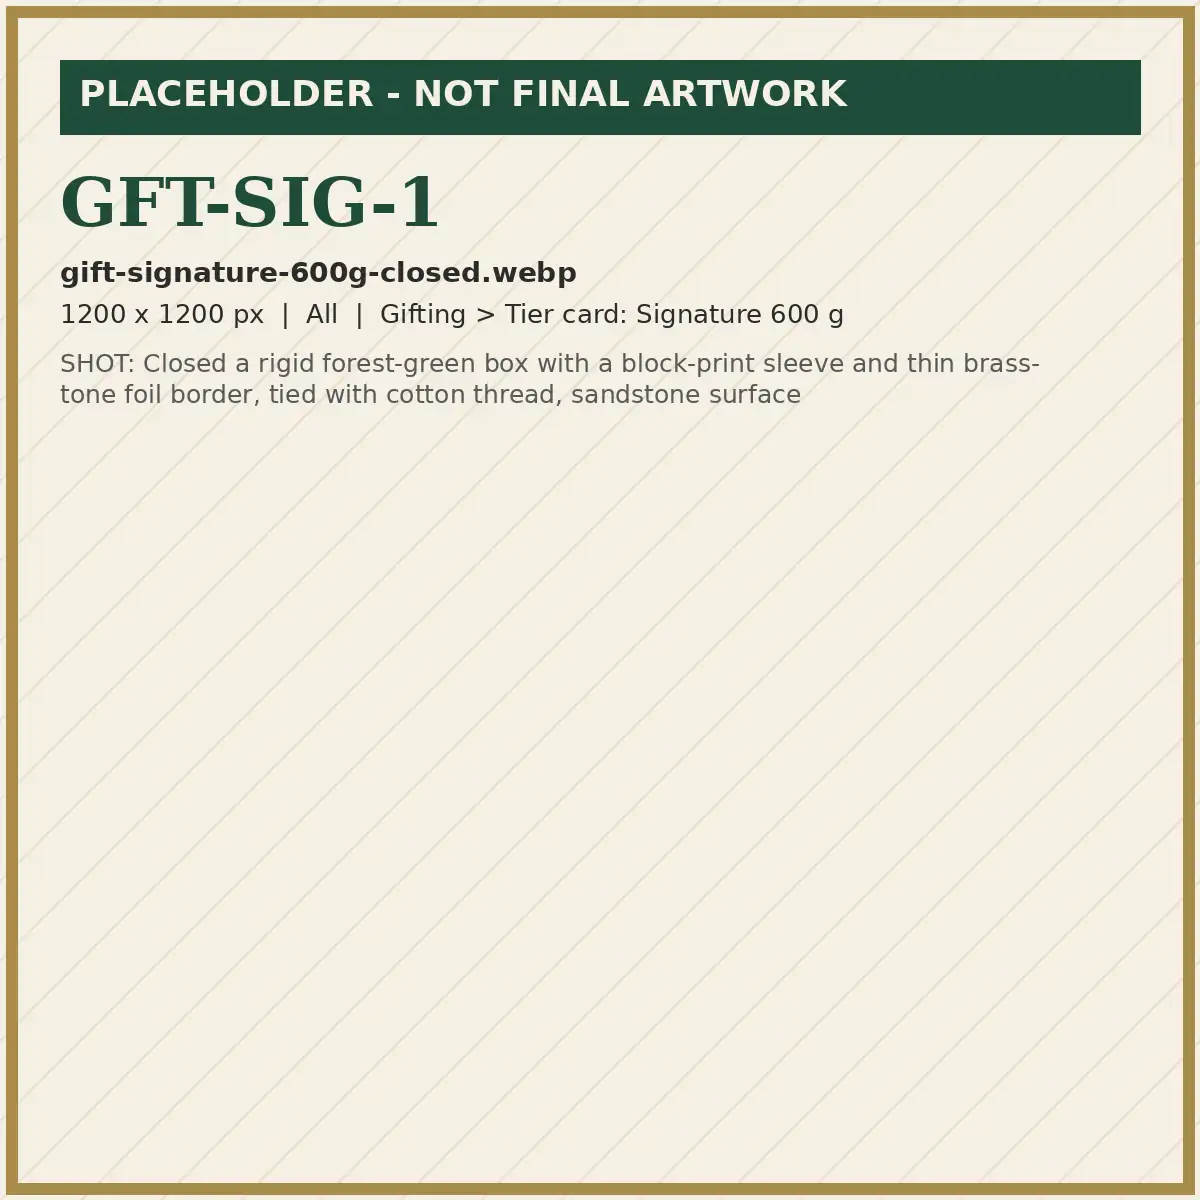 PLACEHOLDER - NOT FINAL ARTWORK
GFT-SIG-1
gift-signature-600g-closed.webp
1200 x 1200 px | All | Gifting > Tier card: Signature 600 g
SHOT: Closed a rigid forest-green box with a block-print sleeve and thin brass-
tone foil border, tied with cotton thread, sandstone surface